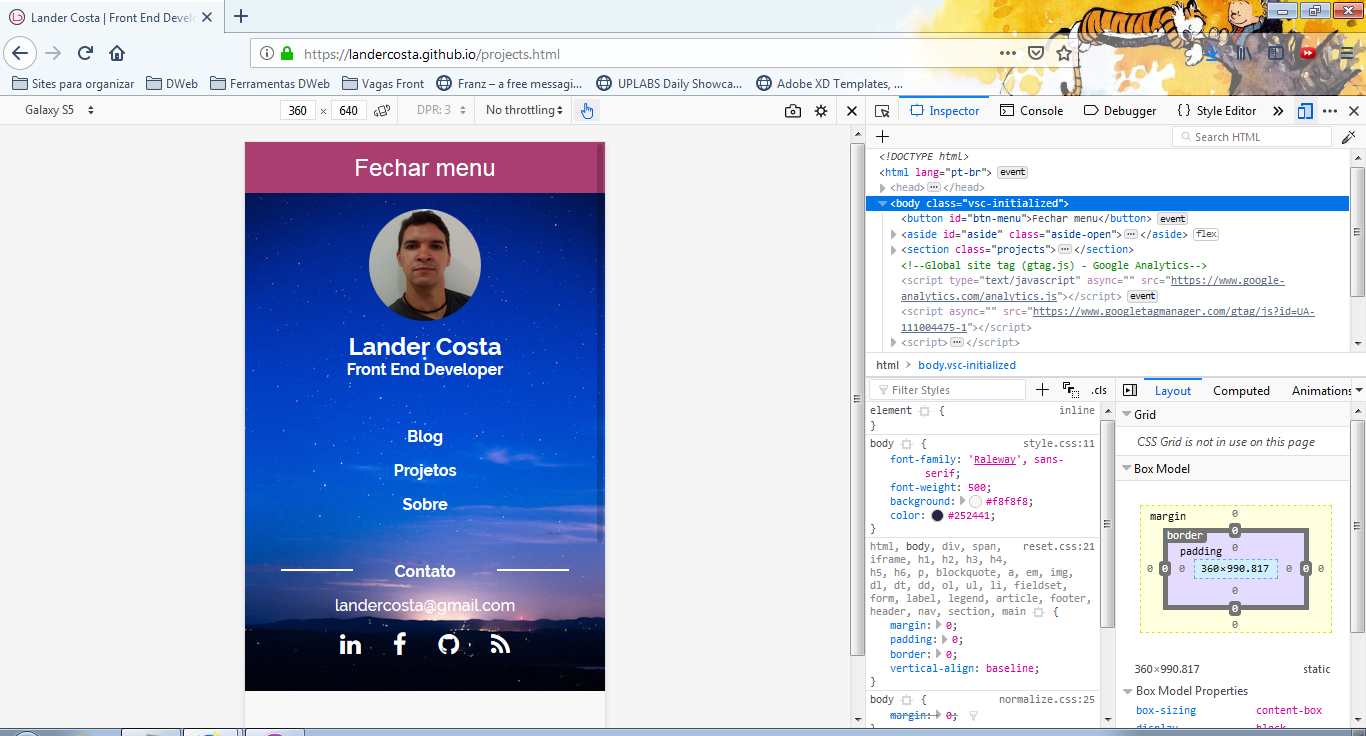 Lander Costa | Front End Devel
https://landercosta.github.io/projects.html
Sites para organizar DWeb Ferramentas DWeb Vagas Front Franz – a free messagi... UPLABS Daily Showca... Adobe XD Templates, ...
Galaxy S5 360 × 640 DPR: 3 No throttling
Inspector Console Debugger Style Editor
Search HTML
Fechar menu
Lander Costa
Front End Developer
Blog
Projetos
Sobre
Contato
landercosta@gmail.com
<!DOCTYPE html>
<html lang="pt-br"> event
<head> </head>
<body class="vsc-initialized">
<button id="btn-menu">Fechar menu</button> event
<aside id="aside" class="aside-open"> </aside> flex
<section class="projects"> </section>
<!--Global site tag (gtag.js) - Google Analytics-->
<script type="text/javascript" async="" src="https://www.google-
analytics.com/analytics.js"></script> event
<script async="" src="https://www.googletagmanager.com/gtag/js?id=UA-
111004475-1"></script>
<script> </script>
html body.vsc-initialized
Filter Styles .cls
element { inline
}
body { style.css:11
font-family: 'Raleway', sans-
serif;
font-weight: 500;
background: #f8f8f8;
color: #252441;
}
html, body, div, span, reset.css:21
iframe, h1, h2, h3, h4,
h5, h6, p, blockquote, a, em, img,
dl, dt, dd, ol, ul, li, fieldset,
form, label, legend, article, footer,
header, nav, section, main {
margin: 0;
padding: 0;
border: 0;
vertical-align: baseline;
}
body { normalize.css:25
margin: 0;
}
Layout Computed Animations
Grid
CSS Grid is not in use on this page
Box Model
margin 0
border 0
padding 0
0 0 0 360×990.817 0 0 0
0
0
0
360×990.817 static
Box Model Properties
box-sizing content-box
display block